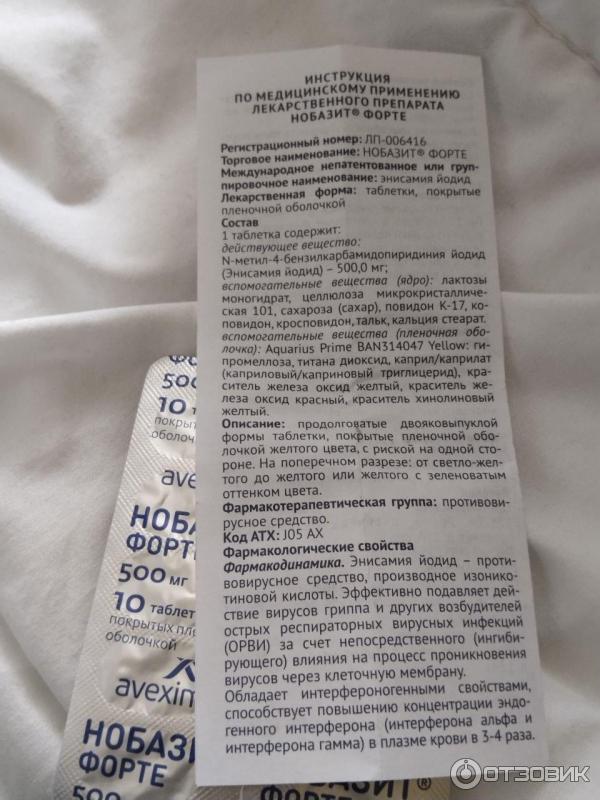 ИНСТРУКЦИЯ
ПО МЕДИЦИНСКОМУ ПРИМЕНЕНИЮ
ЛЕКАРСТВЕННОГО ПРЕПАРАТА
НОБАЗИТ® ФОРТЕ
Регистрационный номер: ЛП-006416
Торговое наименование: НОБАЗИТ® ФОРТЕ
Международное непатентованное или груп-
пировочное наименование: энисамия йодид
Лекарственная форма: таблетки, покрытые
пленочной оболочкой
Состав
1 таблетка содержит:
действующее вещество:
N-метил-4-бензилкарбамидопиридиния йодид
(Энисамия йодид) – 500,0 мг;
вспомогательные вещества (ядро): лактозы
моногидрат, целлюлоза микрокристалличе-
ская 101, сахароза (сахар), повидон К-17, ко-
повидон, кросповидон, тальк, кальция стеарат.
вспомогательные вещества (пленочная обо-
лочка): Aquarius Prime BAN314047 Yellow: ги-
промеллоза, титана диоксид, каприл/каприлат
(каприловый/каприновый триглицерид), кра-
ситель железа оксид желтый, краситель же-
леза оксид красный, краситель хинолиновый
желтый.
Описание: продолговатые двояковыпуклой
формы таблетки, покрытые пленочной обо-
лочкой желтого цвета, с риской на одной сто-
роне. На поперечном разрезе: от светло-жел-
того до желтого или желтого с зеленоватым
оттенком цвета.
Фармакотерапевтическая группа: противови-
русное средство.
Код АТХ: J05 AX
Фармакологические свойства
Фармакодинамика. Энисамия йодид – проти-
вовирусное средство, производное изонико-
тиновой кислоты. Эффективно подавляет дей-
ствие вирусов гриппа и других возбудителей
острых респираторных вирусных инфекций
(ОРВИ) за счет непосредственного (ингиби-
рующего) влияния на процесс проникновения
вирусов через клеточную мембрану.
Обладает интерфероногенными свойствами,
способствует повышению концентрации эндо-
генного интерферона (интерферона альфа и
интерферона гамма) в плазме крови в 3-4 раза.
500
10 та
покрытых
оболочкой
avexim
НОБАЗ
ФОРТЕ
500 мг
10 таблет
покрытых пле
оболочкой
avexim
НОБАЗИТ
ФОРТЕ
500
®
ОТЗОВИК